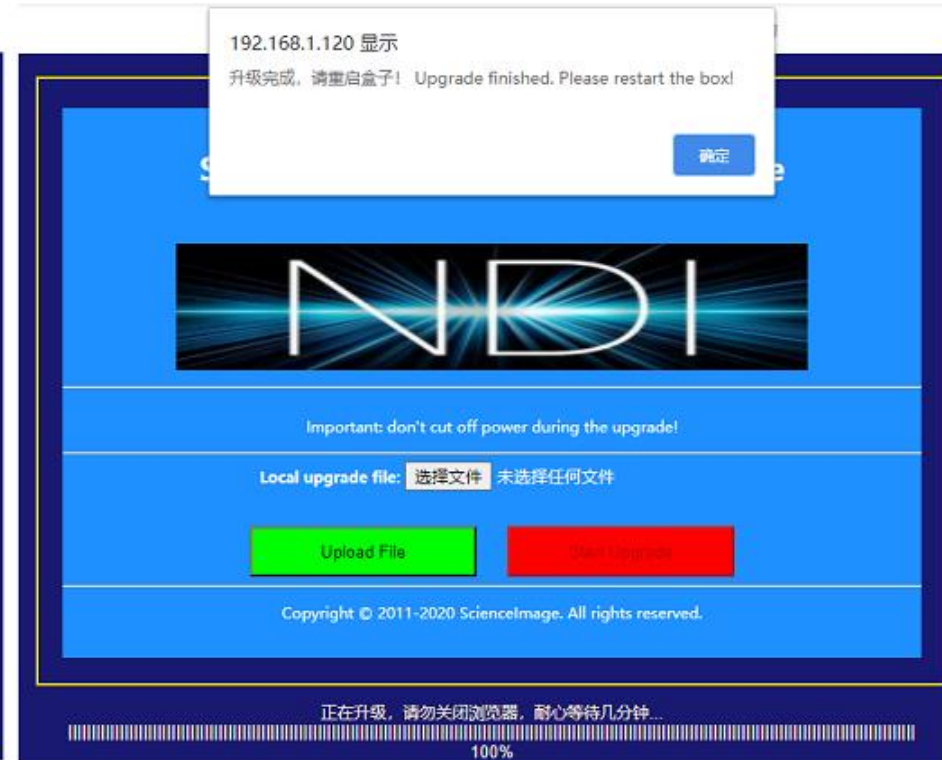 192.168.1.120 显示
升级完成，请重启盒子！ Upgrade finished. Please restart the box!
确定
NDI
Important: don't cut off power during the upgrade!
Local upgrade file: 选择文件 未选择任何文件
Upload File Start Upgrade
Copyright © 2011-2020 ScienceImage. All rights reserved.
正在升级，请勿关闭浏览器，耐心等待几分钟...
100%